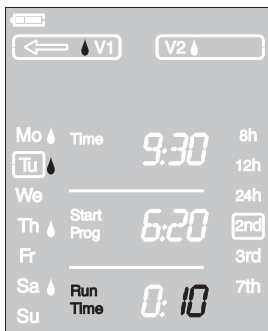 V1 V2
Mo Time 9:30 8h
Tu 12h
We 24h
Th Start Prog 6:20 2nd
Fr 3rd
Sa Run Time 0:10 7th
Su